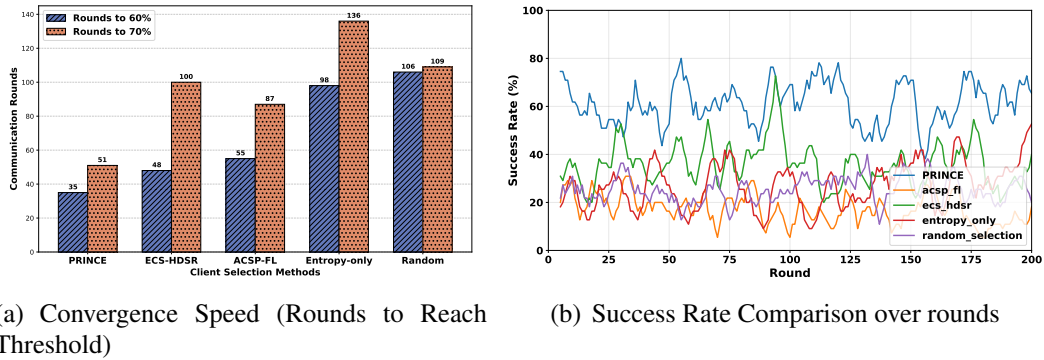 Rounds to 60%
Rounds to 70%
Communication Rounds
140
120
100
80
60
40
20
0
35
51
48
100
55
87
98
136
106
109
PRINCE
ECS-HDSR
ACSP-FL
Entropy-only
Random
Client Selection Methods
Success Rate (%)
100
80
60
40
20
0
0
25
50
75
100
125
150
175
200
Round
PRINCE
acsp_fl
ecs_hdsr
entropy_only
random_selection
a) Convergence Speed (Rounds to Reach
Threshold)
(b) Success Rate Comparison over rounds